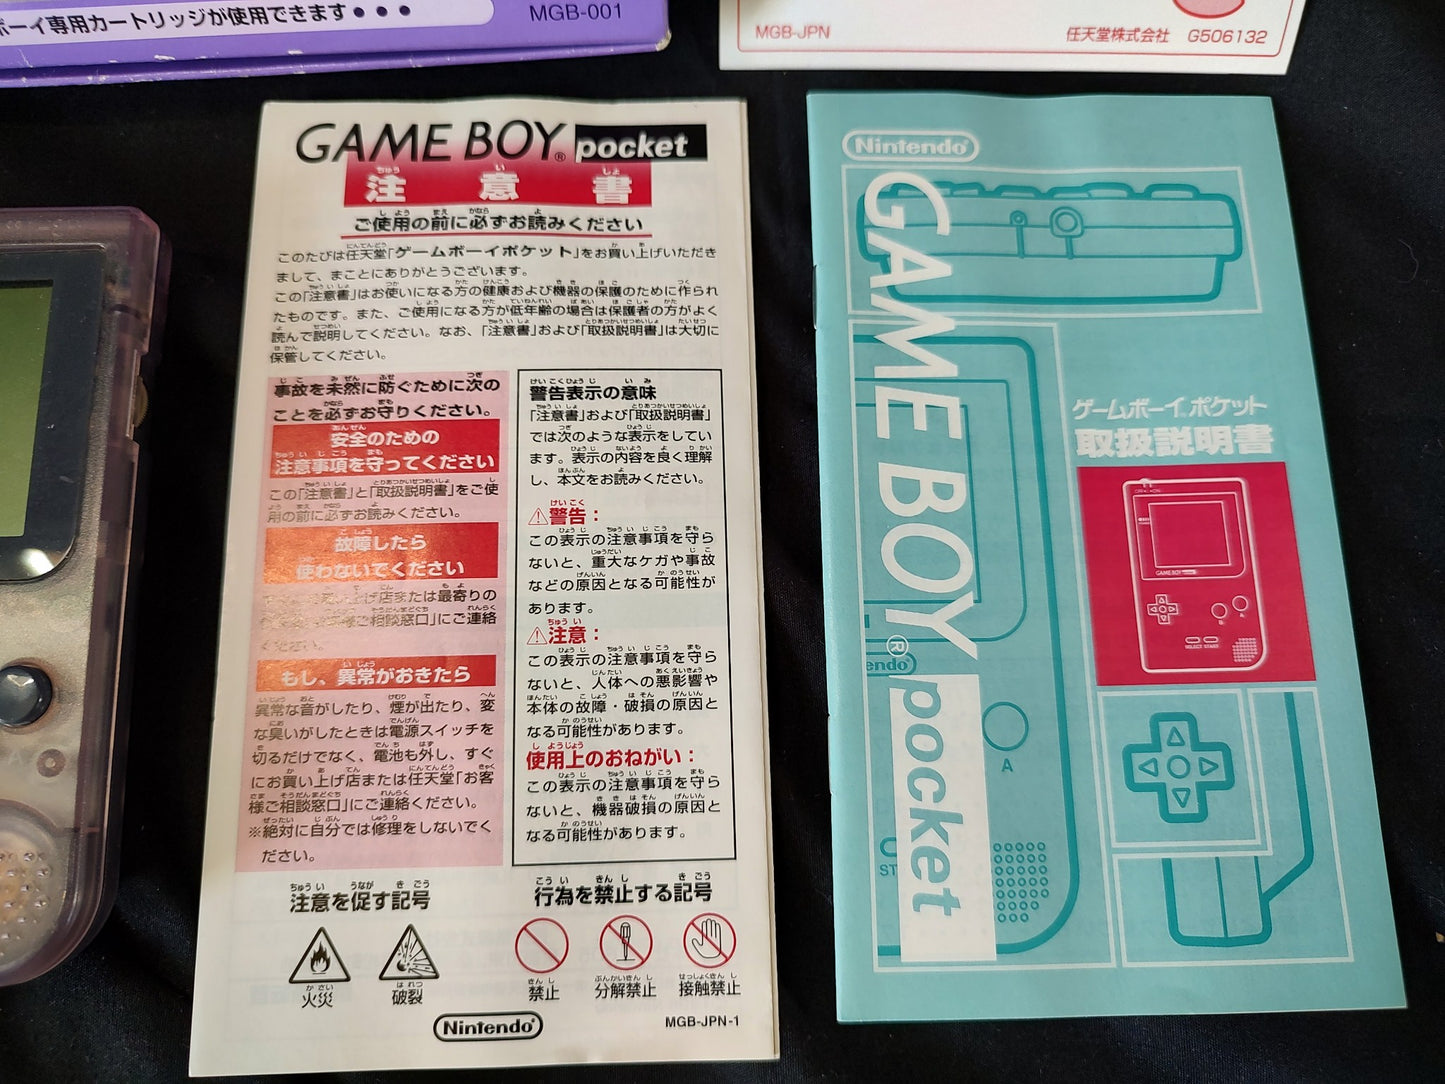 ボーイ専用カートリッジが使用できます・・・
MGB-001
MGB-JPN
任天堂株式会社 G506132
GAME BOY® pocket
注意書
ご使用の前に必ずお読みください
このたびは任天堂「ゲームボーイポケット」をお買い上げいただき
まして、まことにありがとうございます。
この「注意書」はお使いになる方の健康および機器の保護のために作られ
たものです。また、ご使用になる方が低年齢の場合は保護者の方がよく
読んで説明してください。なお、「注意書」および「取扱説明書」は大切に
保管してください。
事故を未然に防ぐために次の
ことを必ずお守りください。
安全のための
注意事項を守ってください
この「注意書」と「取扱説明書」をご使
用の前に必ずお読みください。
故障したら
使わないでください
上げ店または最寄りの
ご相談窓口」にご連絡
ください。
もし、異常がおきたら
異常な音がしたり、煙が出たり、変
な臭いがしたときは電源スイッチを
切るだけでなく、電池も外し、すぐ
にお買い上げ店または任天堂「お客
様ご相談窓口」にご連絡ください。
※絶対に自分では修理をしないでく
ださい。
警告表示の意味
「注意書」および「取扱説明書」
では次のような表示をしてい
ます。表示の内容を良く理解
し、本文をお読みください。
⚠警告：
この表示の注意事項を守ら
ないと、重大なケガや事故
などの原因となる可能性が
あります。
⚠注意：
この表示の注意事項を守ら
ないと、人体への悪影響や
本体の故障・破損の原因と
なる可能性があります。
使用上のおねがい：
この表示の注意事項を守ら
ないと、機器破損の原因と
なる可能性があります。
注意を促す記号
火災
破裂
行為を禁止する記号
禁止
分解禁止
接触禁止
Nintendo®
MGB-JPN-1
Nintendo®
GAME BOY® pocket
ゲームボーイポケット
取扱説明書
GAME BOY
SELECT START
endo®
A
ST